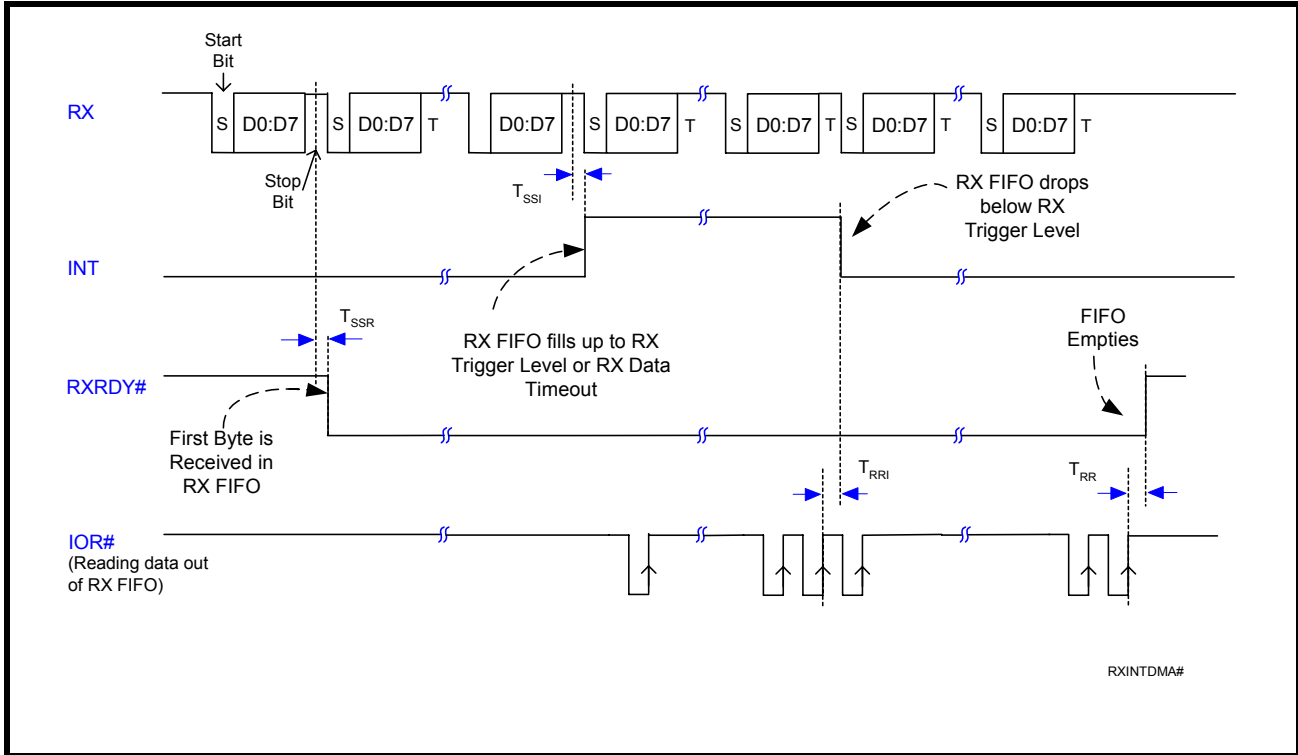 Start
Bit
RX
S D0:D7 S D0:D7 T D0:D7 S D0:D7 T S D0:D7 T S D0:D7 T S D0:D7 T
Stop
Bit
TSSI
RX FIFO drops
below RX
Trigger Level
INT
TSSR
RX FIFO fills up to RX
Trigger Level or RX Data
Timeout
FIFO
Empties
RXRDY#
First Byte is
Received in
RX FIFO
TRRI
TRR
IOR#
(Reading data out
of RX FIFO)
RXINTDMA#